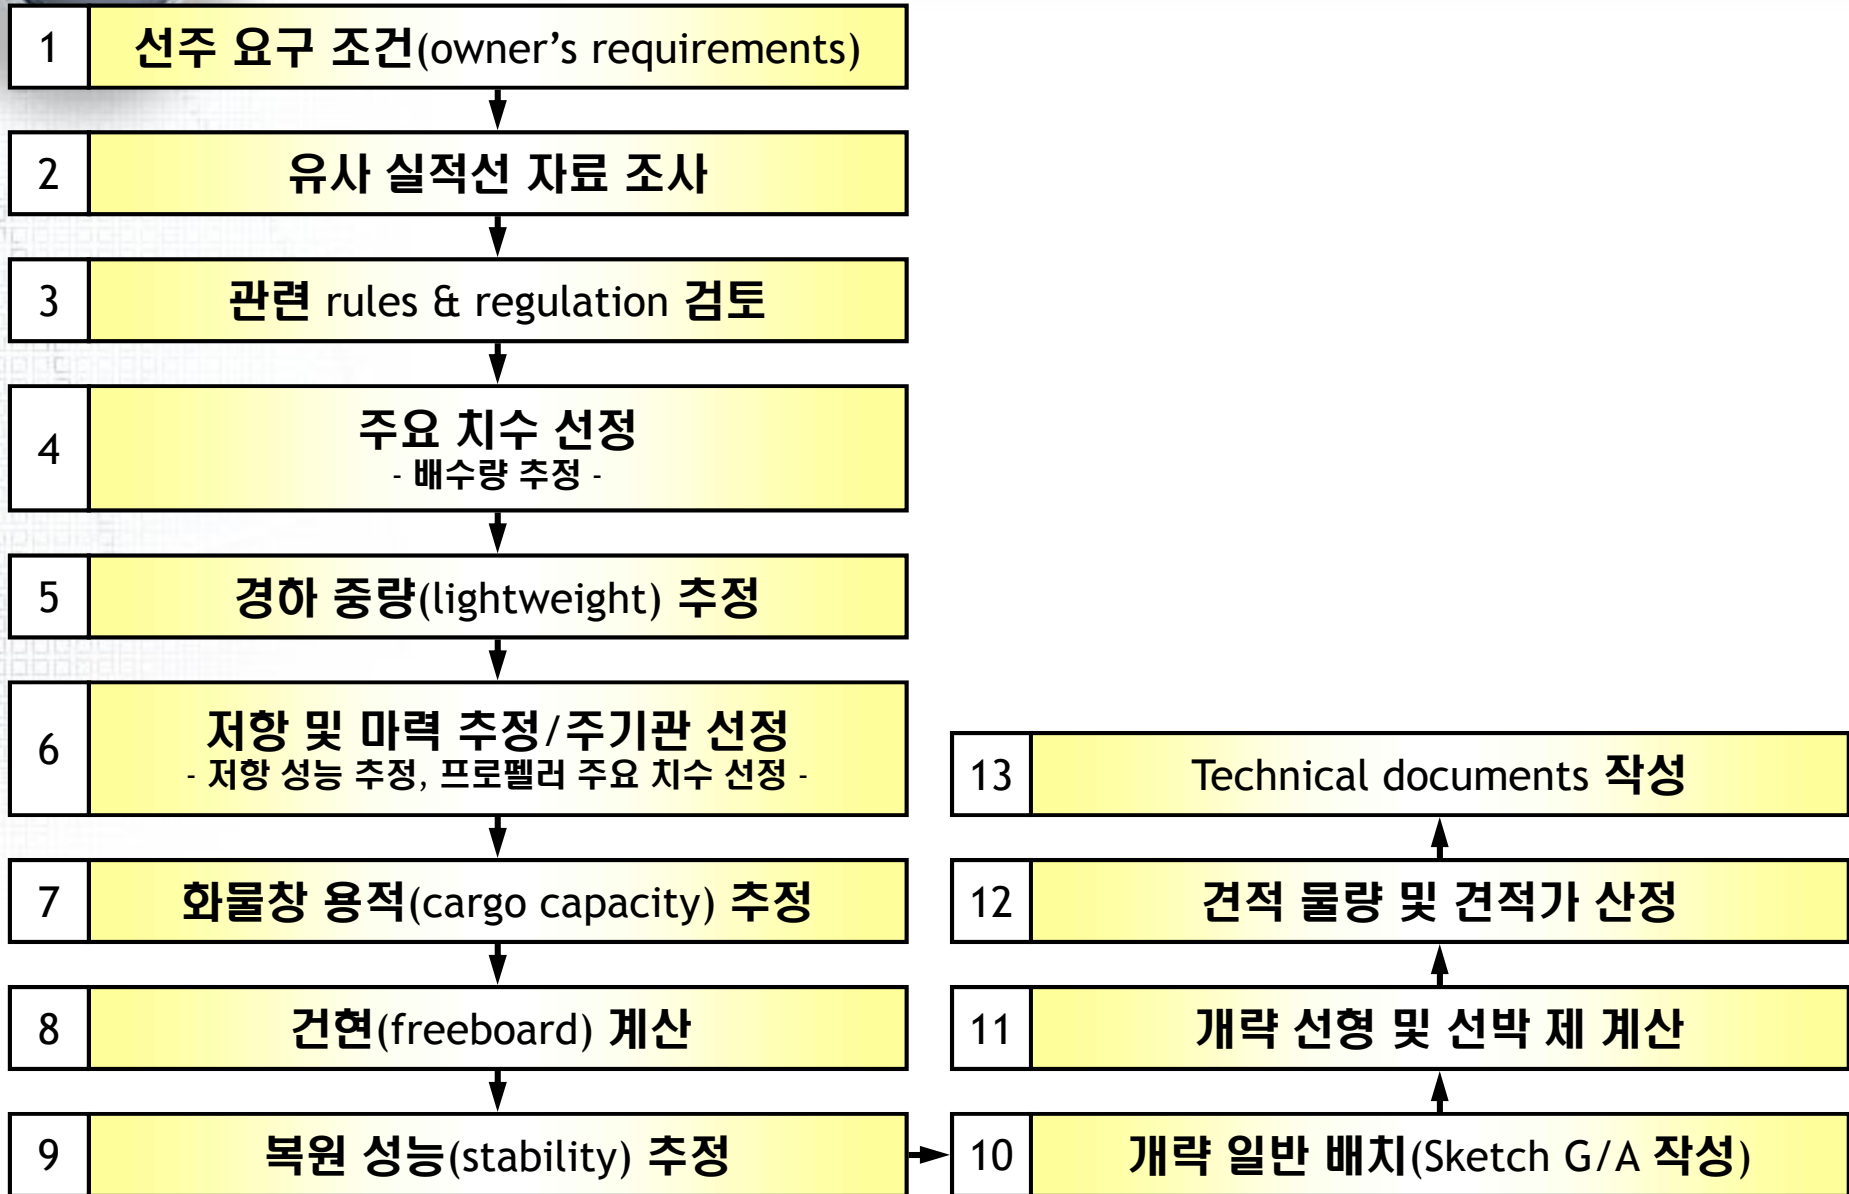 1 선주 요구 조건(owner’s requirements)
2 유사 실적선 자료 조사
3 관련 rules & regulation 검토
4 주요 치수 선정
- 배수량 추정 -
5 경하 중량(lightweight) 추정
6 저항 및 마력 추정/주기관 선정
- 저항 성능 추정, 프로펠러 주요 치수 선정 -
7 화물창 용적(cargo capacity) 추정
8 건현(freeboard) 계산
9 복원 성능(stability) 추정
10 개략 일반 배치(Sketch G/A 작성)
11 개략 선형 및 선박 제 계산
12 견적 물량 및 견적가 산정
13 Technical documents 작성